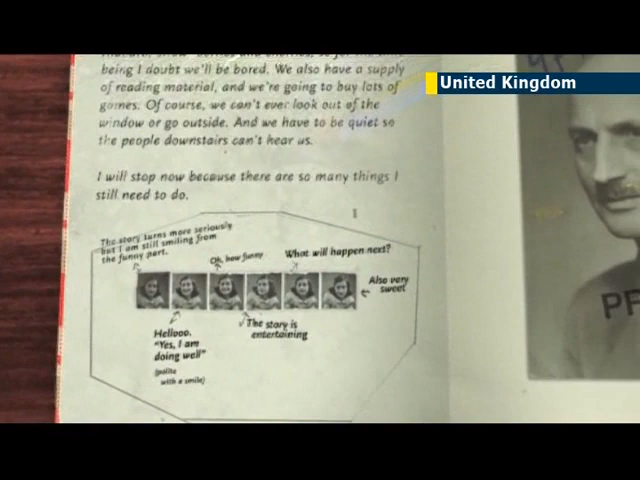 being I doubt we'll be bored. We also have a supply
of reading material, and we're going to buy lots of
games. Of course, we can't ever look out of the
window or go outside. And we have to be quiet so
the people downstairs can't hear us.
I will stop now because there are so many things I
still need to do.
United Kingdom
The story turns more seriously
but I am still smiling from
the funny part.
Oh, how funny
What will happen next?
Also very
sweet
Hellooo.
"Yes, I am
doing well"
(polite
with a smile)
The story is
entertaining
PF